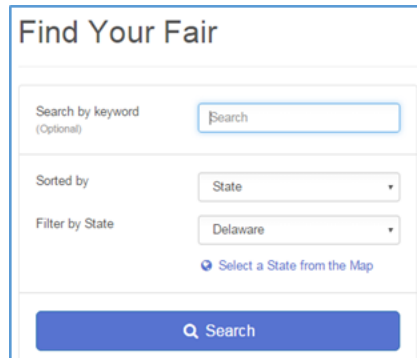 Find Your Fair
Search by keyword
(Optional)
Search
Sorted by
State
Filter by State
Delaware
Select a State from the Map
Search